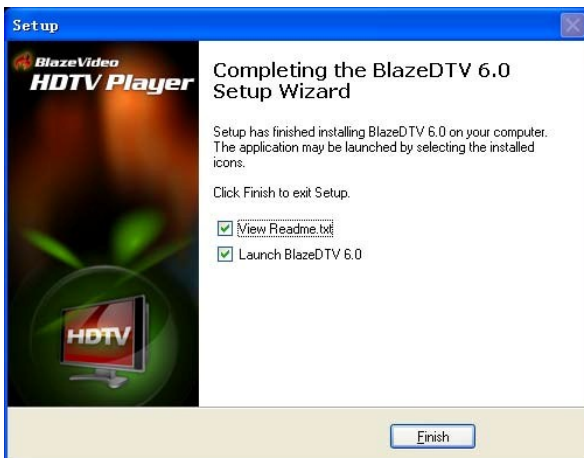 Setup
BlazeVideo
HDTV Player
Completing the BlazeDTV 6.0
Setup Wizard
Setup has finished installing BlazeDTV 6.0 on your computer.
The application may be launched by selecting the installed
icons.
Click Finish to exit Setup.
View Readme.txt
Launch BlazeDTV 6.0
HDTV
Finish